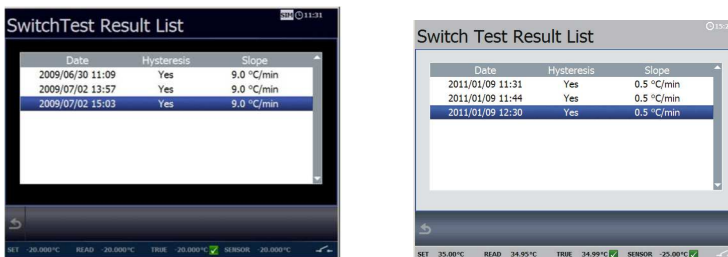 SIM 11:31
SwitchTest Result List
Date Hysteresis Slope
2009/06/30 11:09 Yes 9.0 °C/min
2009/07/02 13:57 Yes 9.0 °C/min
2009/07/02 15:03 Yes 9.0 °C/min
SET -20.000°C READ -20.000°C TRUE -20.000°C SENSOR -20.000°C
Switch Test Result List
Date Hysteresis Slope
2011/01/09 11:31 Yes 0.5 °C/min
2011/01/09 11:44 Yes 0.5 °C/min
2011/01/09 12:30 Yes 0.5 °C/min
SET 35.00°C READ 34.95°C TRUE 34.99°C SENSOR -25.00°C